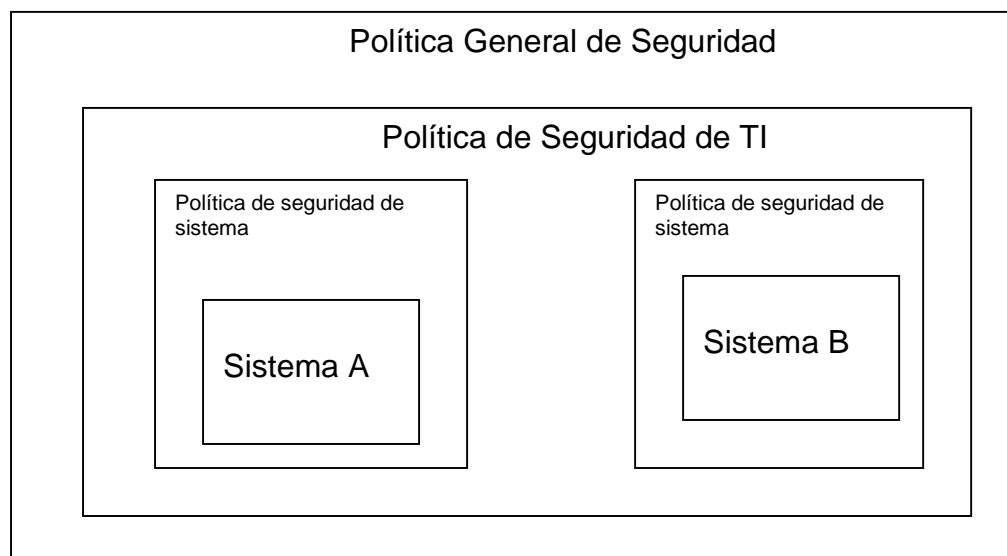 Política General de Seguridad
Política de Seguridad de TI
Política de seguridad de
sistema
Sistema A
Política de seguridad de
sistema
Sistema B